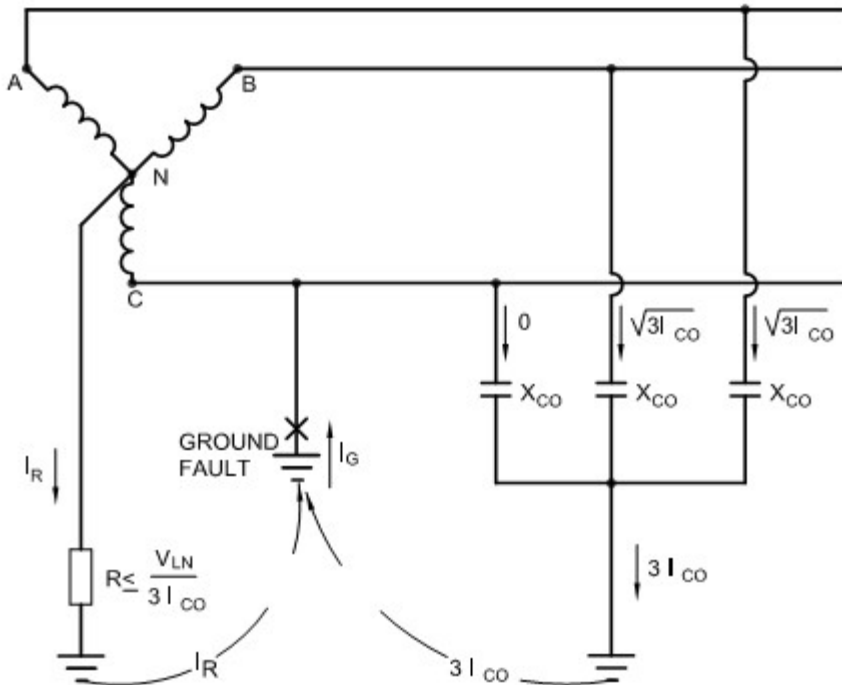 A
B
N
C
0
√3I CO
√3I CO
X CO
X CO
X CO
GROUND
FAULT
I G
I R
R≤ V LN
3 I CO
3 I CO
I R
3 I CO